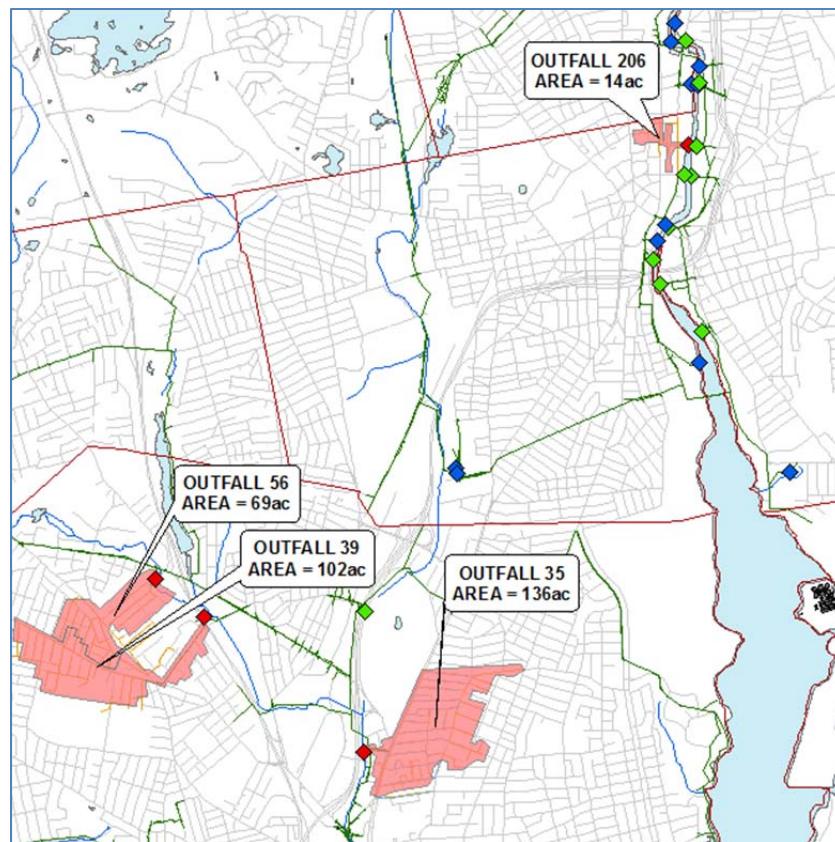 OUTFALL 206
AREA = 14ac
OUTFALL 56
AREA = 69ac
OUTFALL 39
AREA = 102ac
OUTFALL 35
AREA = 136ac